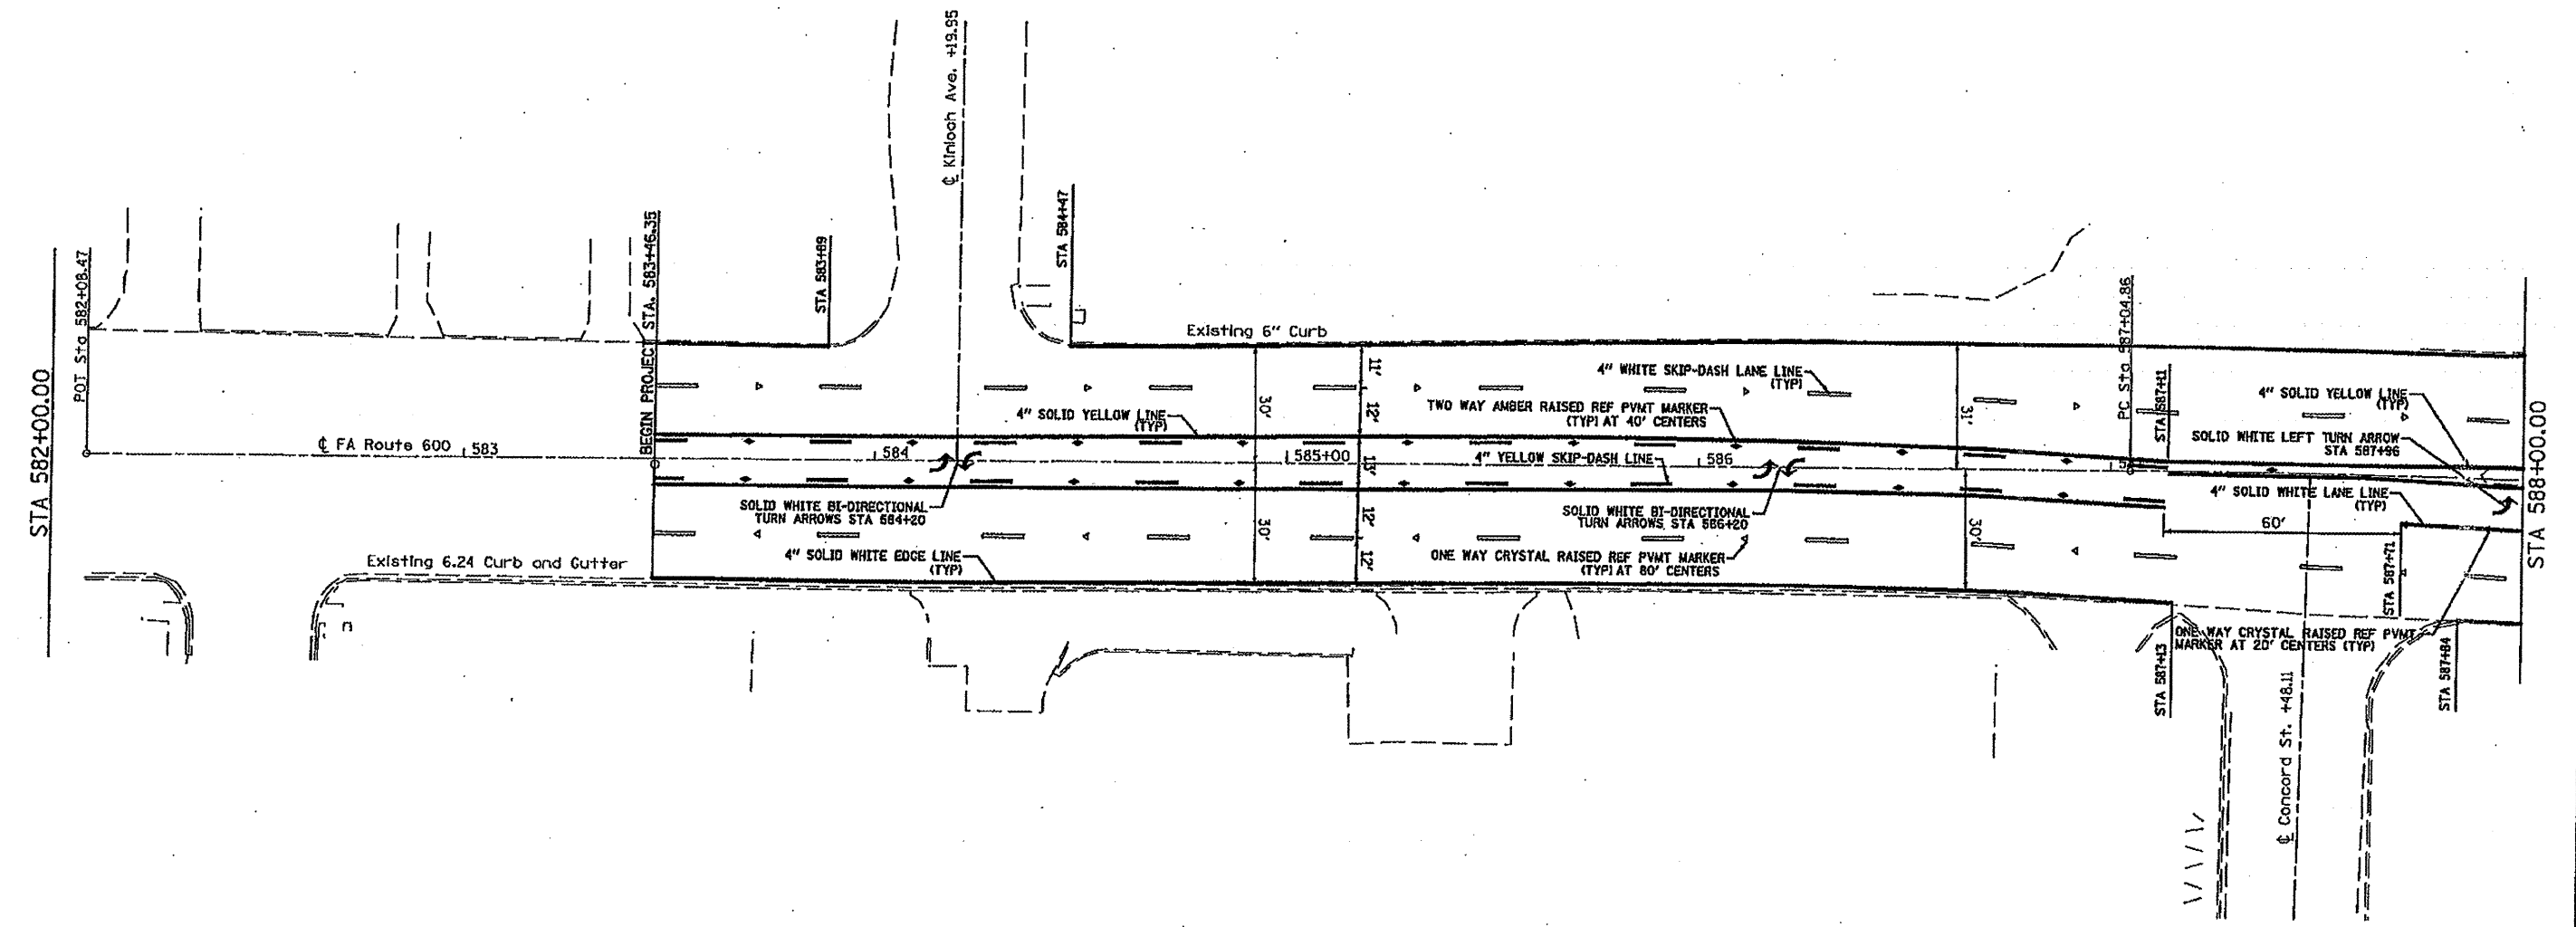 STA 582+00.00
POT Sta 582+08.47
℄ FA Route 600
583
BEGIN PROJECT STA. 583+46.35
STA 583+89
℄ Kinloch Ave. +19.95
STA 584+47
Existing 6" Curb
4" SOLID YELLOW LINE
(TYP)
584
SOLID WHITE BI-DIRECTIONAL
TURN ARROWS STA 584+20
4" SOLID WHITE EDGE LINE
(TYP)
Existing 6.24 Curb and Gutter
30'
30'
11'
12'
13'
12'
12'
585+00
4" WHITE SKIP-DASH LANE LINE
(TYP)
TWO WAY AMBER RAISED REF PVMT MARKER
(TYP) AT 40' CENTERS
4" YELLOW SKIP-DASH LINE
586
SOLID WHITE BI-DIRECTIONAL
TURN ARROWS STA 586+20
ONE WAY CRYSTAL RAISED REF PVMT MARKER
(TYP) AT 80' CENTERS
31'
30'
PC Sta 587+04.86
STA 587+11
4" SOLID YELLOW LINE
(TYP)
SOLID WHITE LEFT TURN ARROW
STA 587+96
4" SOLID WHITE LANE LINE
(TYP)
60'
STA 587+71
ONE WAY CRYSTAL RAISED REF PVMT
MARKER AT 20' CENTERS (TYP)
STA 587+13
STA 587+84
℄ Concord St. +48.11
STA 588+00.00